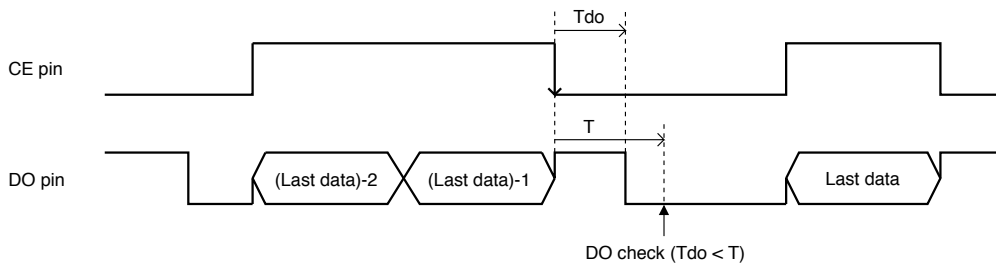 Tdo
CE pin
T
DO pin
(Last data)-2
(Last data)-1
Last data
DO check (Tdo < T)